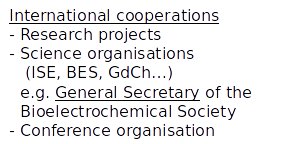 International cooperations
- Research projects
- Science organisations
(ISE, BES, GdCh...)
e.g. General Secretary of the
Bioelectrochemical Society
- Conference organisation